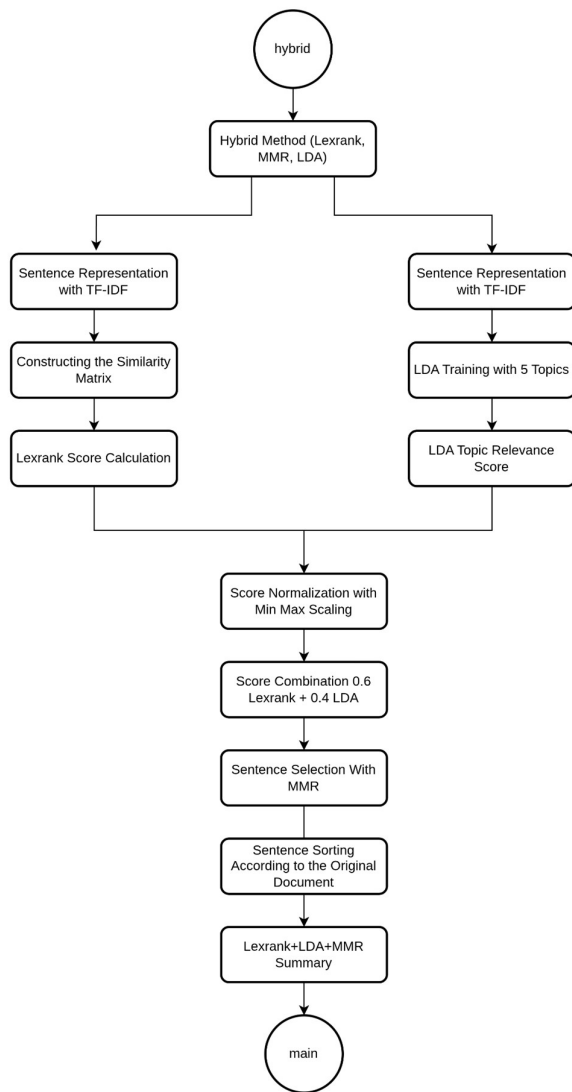 hybrid
Hybrid Method (Lexrank,
MMR, LDA)
Sentence Representation
with TF-IDF
Constructing the Similarity
Matrix
Lexrank Score Calculation
Sentence Representation
with TF-IDF
LDA Training with 5 Topics
LDA Topic Relevance
Score
Score Normalization with
Min Max Scaling
Score Combination 0.6
Lexrank + 0.4 LDA
Sentence Selection With
MMR
Sentence Sorting
According to the Original
Document
Lexrank+LDA+MMR
Summary
main